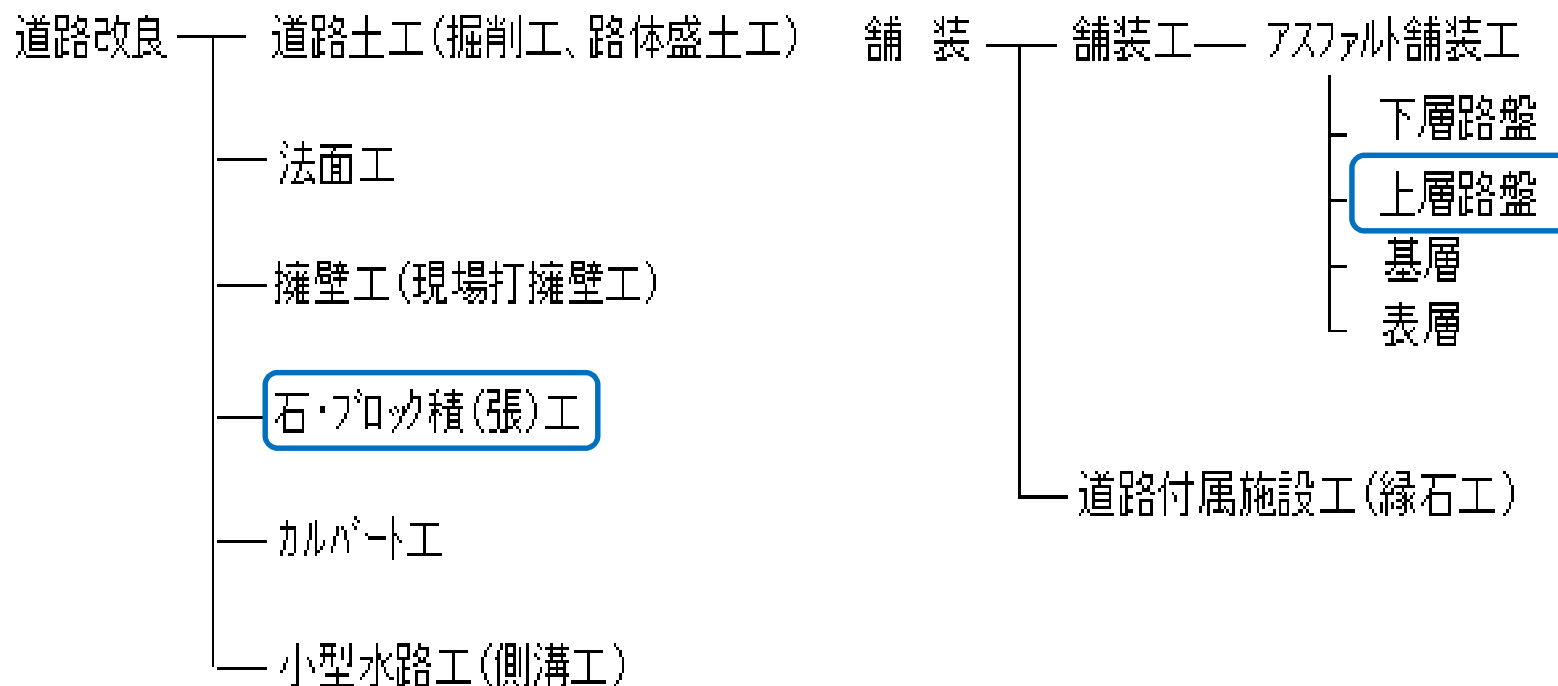 道路改良
道路土工(掘削工、路体盛土工)
法面工
擁壁工(現場打擁壁工)
石・ブロック積(張)工
カルバート工
小型水路工(側溝工)
舗 装
舗装工
アスファルト舗装工
下層路盤
上層路盤
基層
表層
道路付属施設工(縁石工)